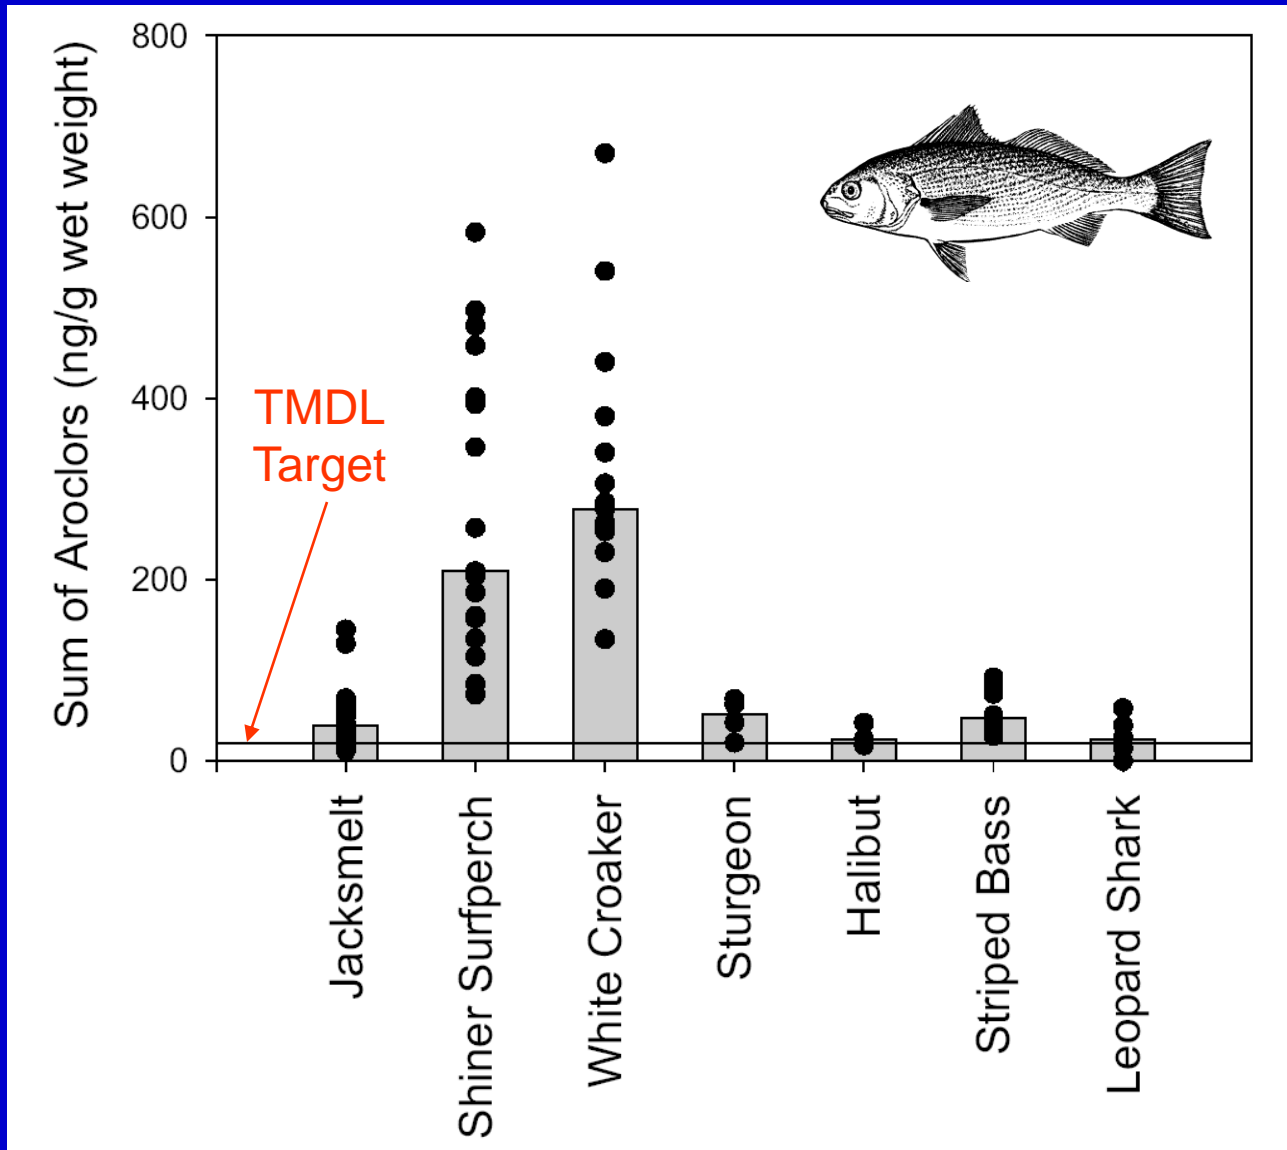 Sum of Aroclors (ng/g wet weight)
800
600
400
200
0
TMDL
Target
Jacksmelt
Shiner Surfperch
White Croaker
Sturgeon
Halibut
Striped Bass
Leopard Shark